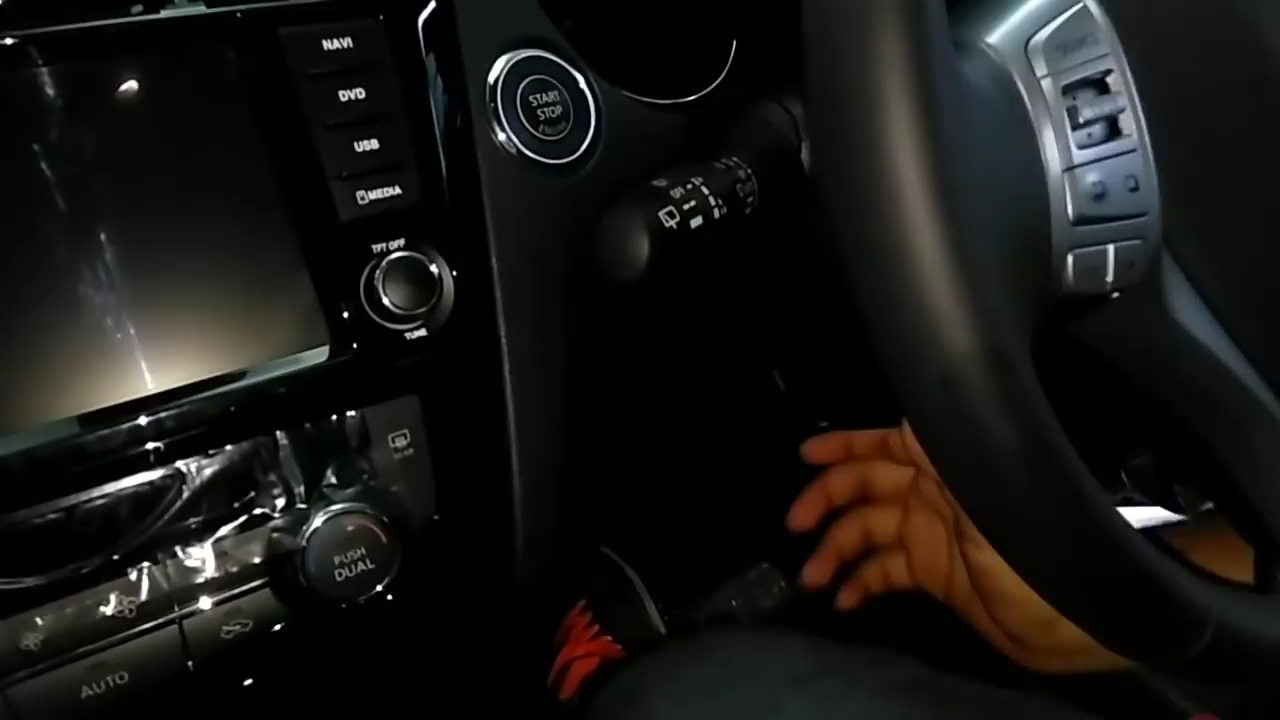 NAVI
DVD
USB
MEDIA
TFT OFF
TUNE
START
STOP
PUSH
DUAL
AUTO